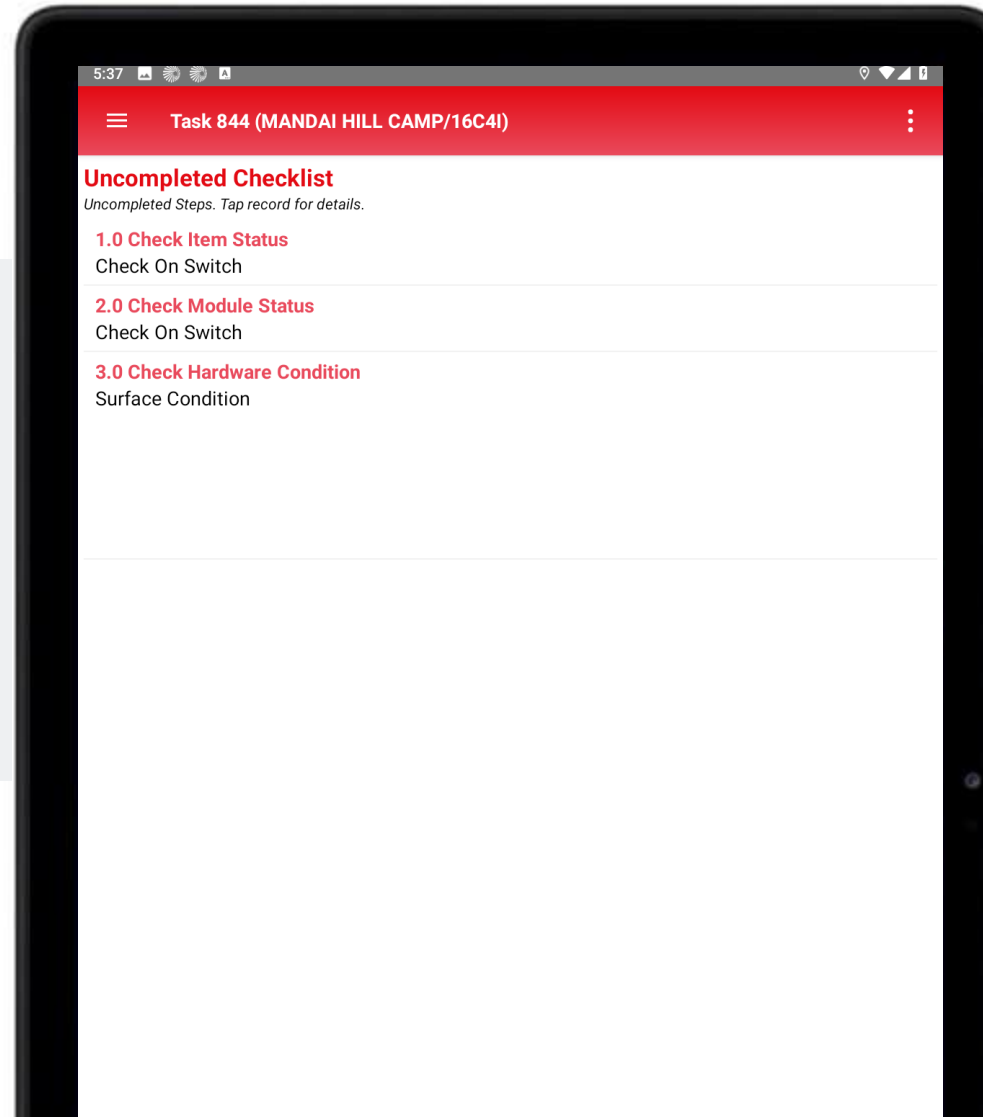 5:37
Task 844 (MANDAI HILL CAMP/16C4I)
Uncompleted Checklist
Uncompleted Steps. Tap record for details.
1.0 Check Item Status
Check On Switch
2.0 Check Module Status
Check On Switch
3.0 Check Hardware Condition
Surface Condition